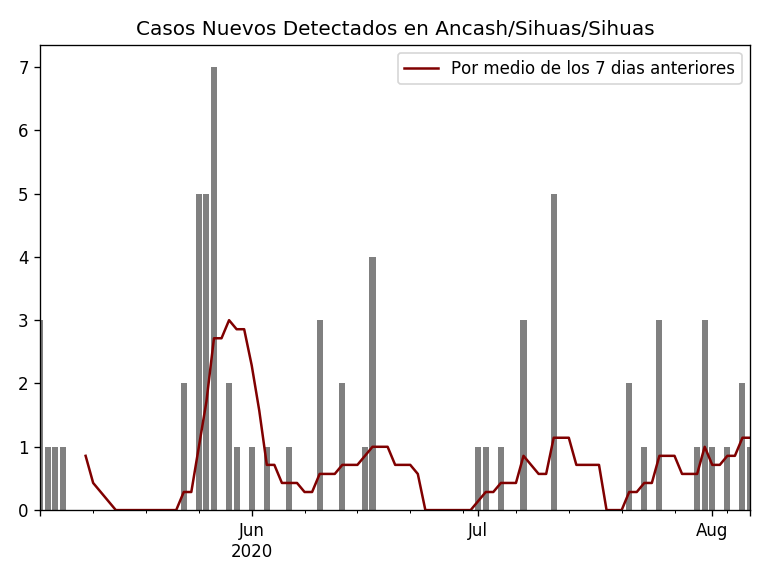 Casos Nuevos Detectados en Ancash/Sihuas/Sihuas
Por medio de los 7 dias anteriores
7
6
5
4
3
2
1
0
Jun
2020
Jul
Aug